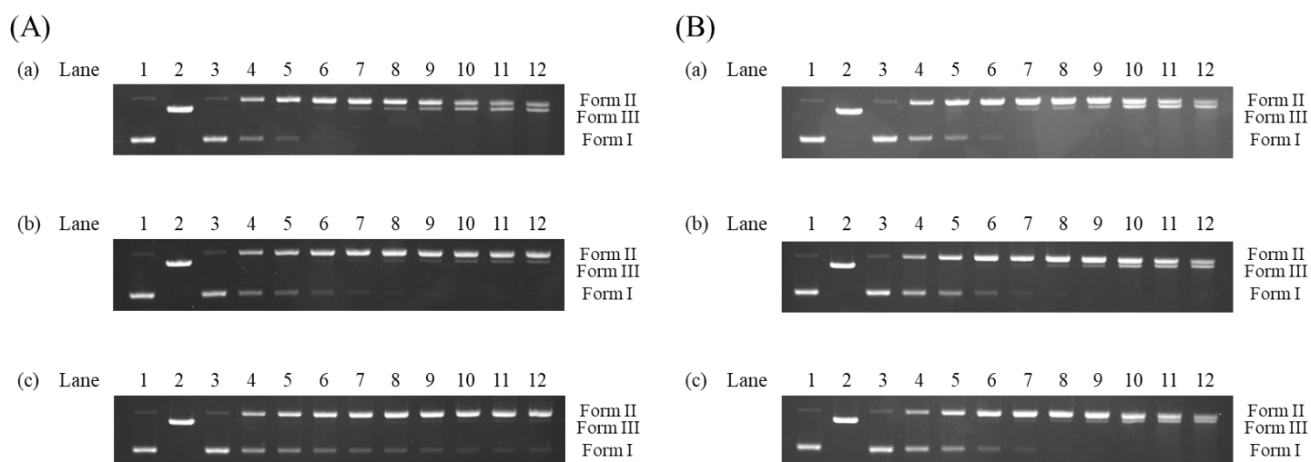 (A)
(a) Lane 1 2 3 4 5 6 7 8 9 10 11 12
Form II
Form III
Form I
(b) Lane 1 2 3 4 5 6 7 8 9 10 11 12
Form II
Form III
Form I
(c) Lane 1 2 3 4 5 6 7 8 9 10 11 12
Form II
Form III
Form I
(B)
(a) Lane 1 2 3 4 5 6 7 8 9 10 11 12
Form II
Form III
Form I
(b) Lane 1 2 3 4 5 6 7 8 9 10 11 12
Form II
Form III
Form I
(c) Lane 1 2 3 4 5 6 7 8 9 10 11 12
Form II
Form III
Form I